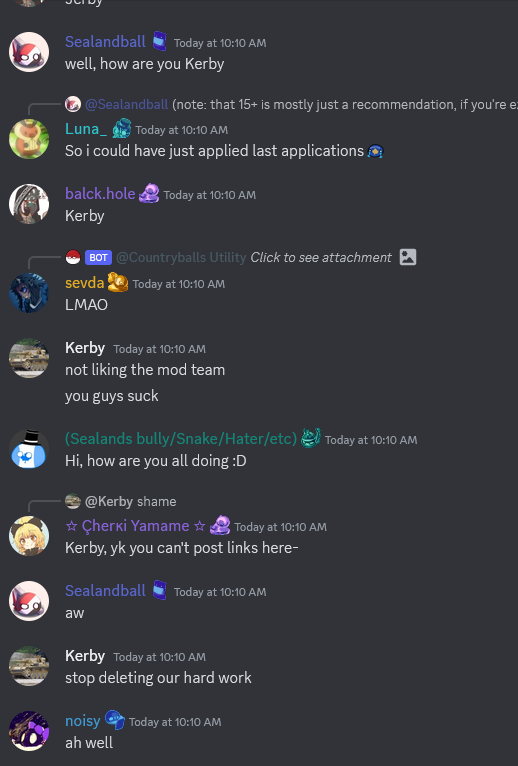 Jerby
Sealandball Today at 10:10 AM
well, how are you Kerby
@Sealandball (note: that 15+ is mostly just a recommendation, if you're
Luna_ Today at 10:10 AM
So i could have just applied last applications
balck.hole Today at 10:10 AM
Kerby
BOT @Countryballs Utility Click to see attachment
sevda Today at 10:10 AM
LMAO
Kerby Today at 10:10 AM
not liking the mod team
you guys suck
(Sealands bully/Snake/Hater/etc) Today at 10:10 AM
Hi, how are you all doing :D
@Kerby shame
☆ Çherкi Yamame ☆ Today at 10:10 AM
Kerby, yk you can't post links here-
Sealandball Today at 10:10 AM
aw
Kerby Today at 10:10 AM
stop deleting our hard work
noisy Today at 10:10 AM
ah well